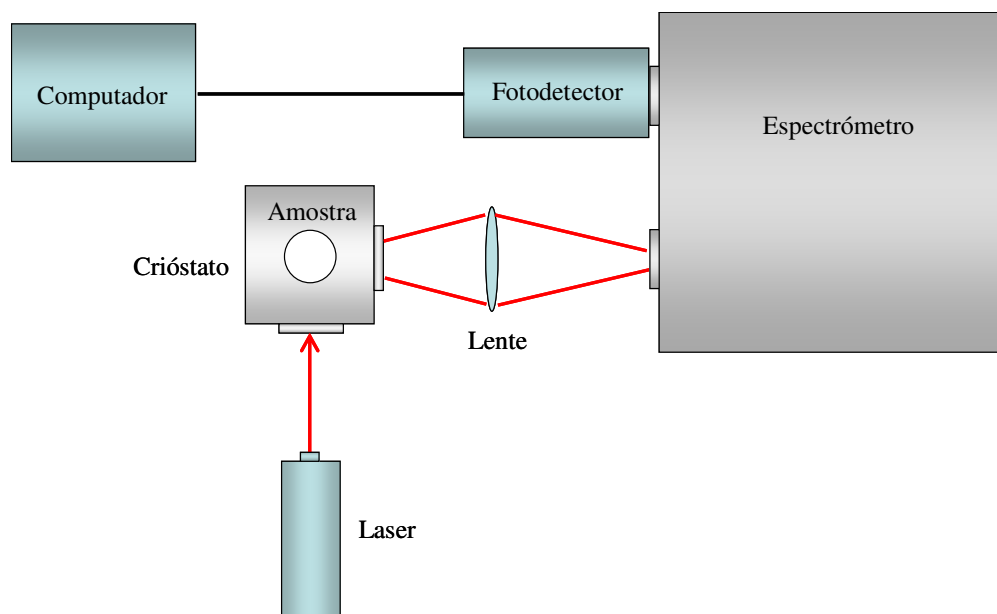 Computador
Fotodetector
Espectrómetro
Amostra
Crióstato
Lente
Laser